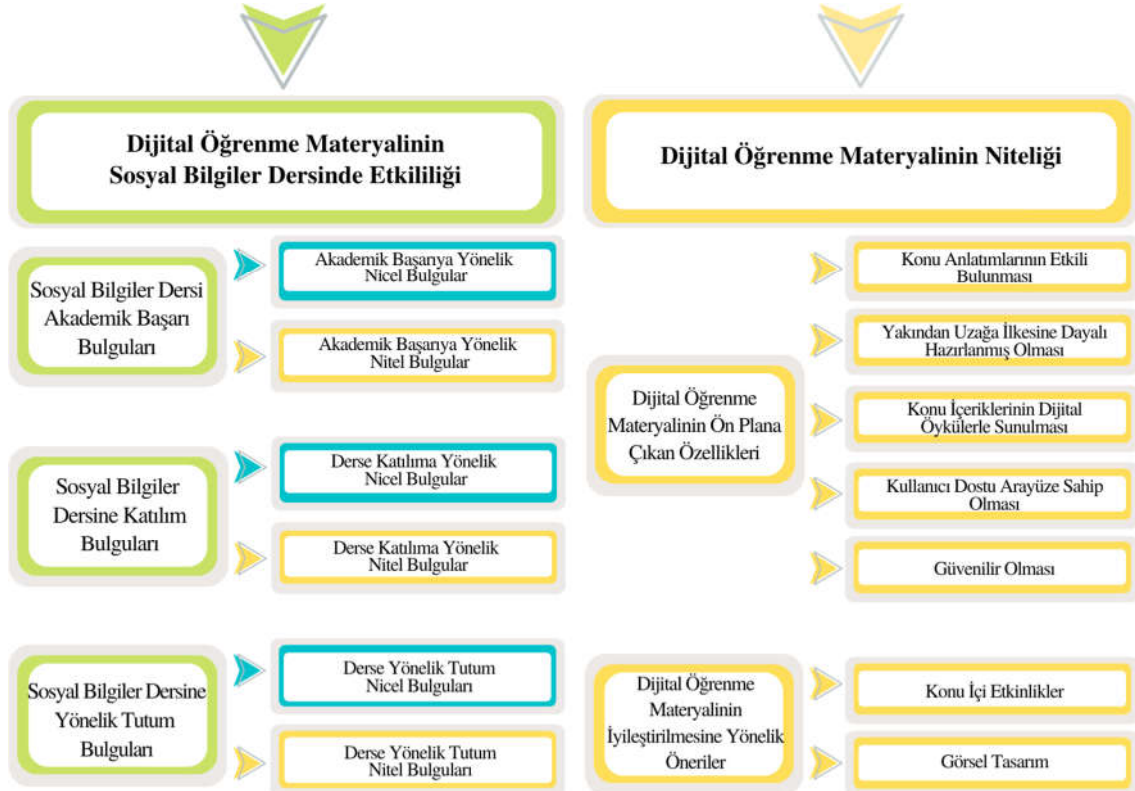 Dijital Öğrenme Materyalinin
Sosyal Bilgiler Dersinde Etkililiği
Sosyal Bilgiler Dersi
Akademik Başarı
Bulguları
Akademik Başarıya Yönelik
Nicel Bulgular
Akademik Başarıya Yönelik
Nitel Bulgular
Sosyal Bilgiler
Dersine Katılım
Bulguları
Derse Katılıma Yönelik
Nicel Bulgular
Derse Katılıma Yönelik
Nitel Bulgular
Sosyal Bilgiler Dersine
Yönelik Tutum
Bulguları
Derse Yönelik Tutum
Nicel Bulguları
Derse Yönelik Tutum
Nitel Bulguları
Dijital Öğrenme Materyalinin Niteliği
Dijital Öğrenme
Materyalinin Ön Plana
Çıkan Özellikleri
Konu Anlatımlarının Etkili
Bulunması
Yakından Uzağa İlkesine Dayalı
Hazırlanmış Olması
Konu İçeriklerinin Dijital
Öykülerle Sunulması
Kullanıcı Dostu Arayüze Sahip
Olması
Güvenilir Olması
Dijital Öğrenme
Materyalinin
İyileştirilmesine Yönelik
Öneriler
Konu İçi Etkinlikler
Görsel Tasarım